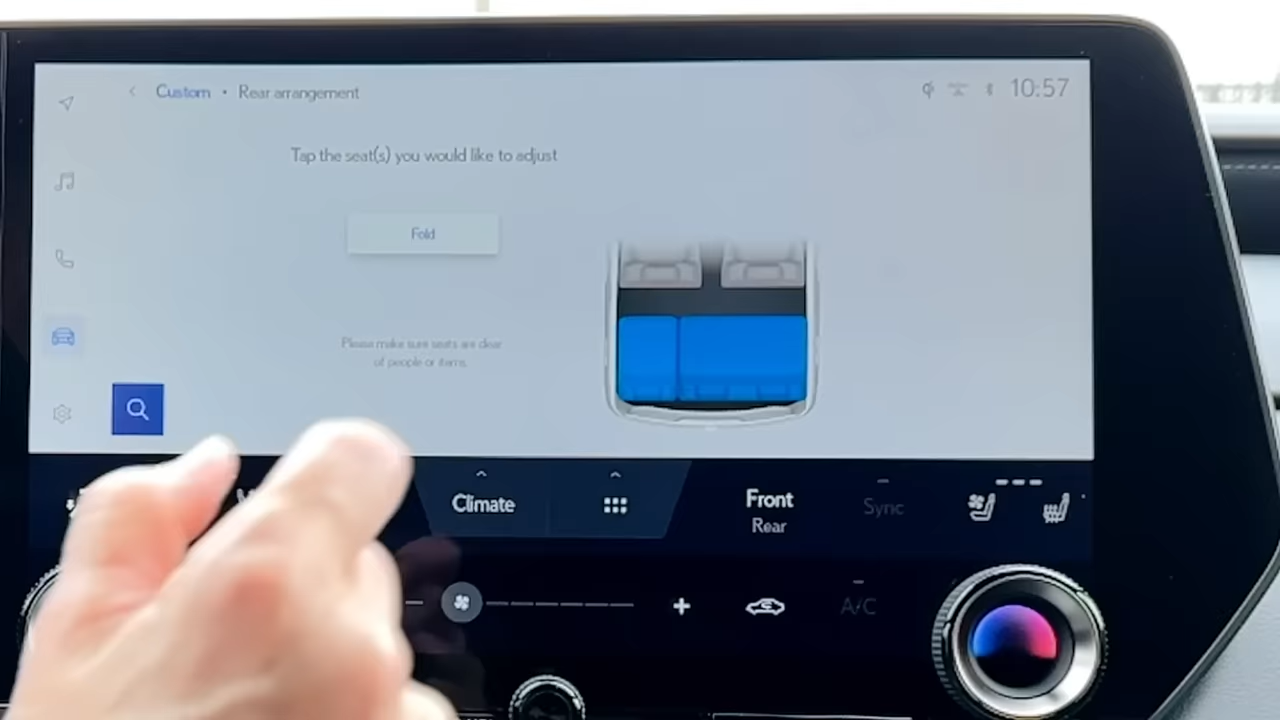 Custom • Rear arrangement
10:57
Tap the seat(s) you would like to adjust
Fold
Please make sure seats are clear
of people or items.
Climate
Front
Rear
Sync
A/C